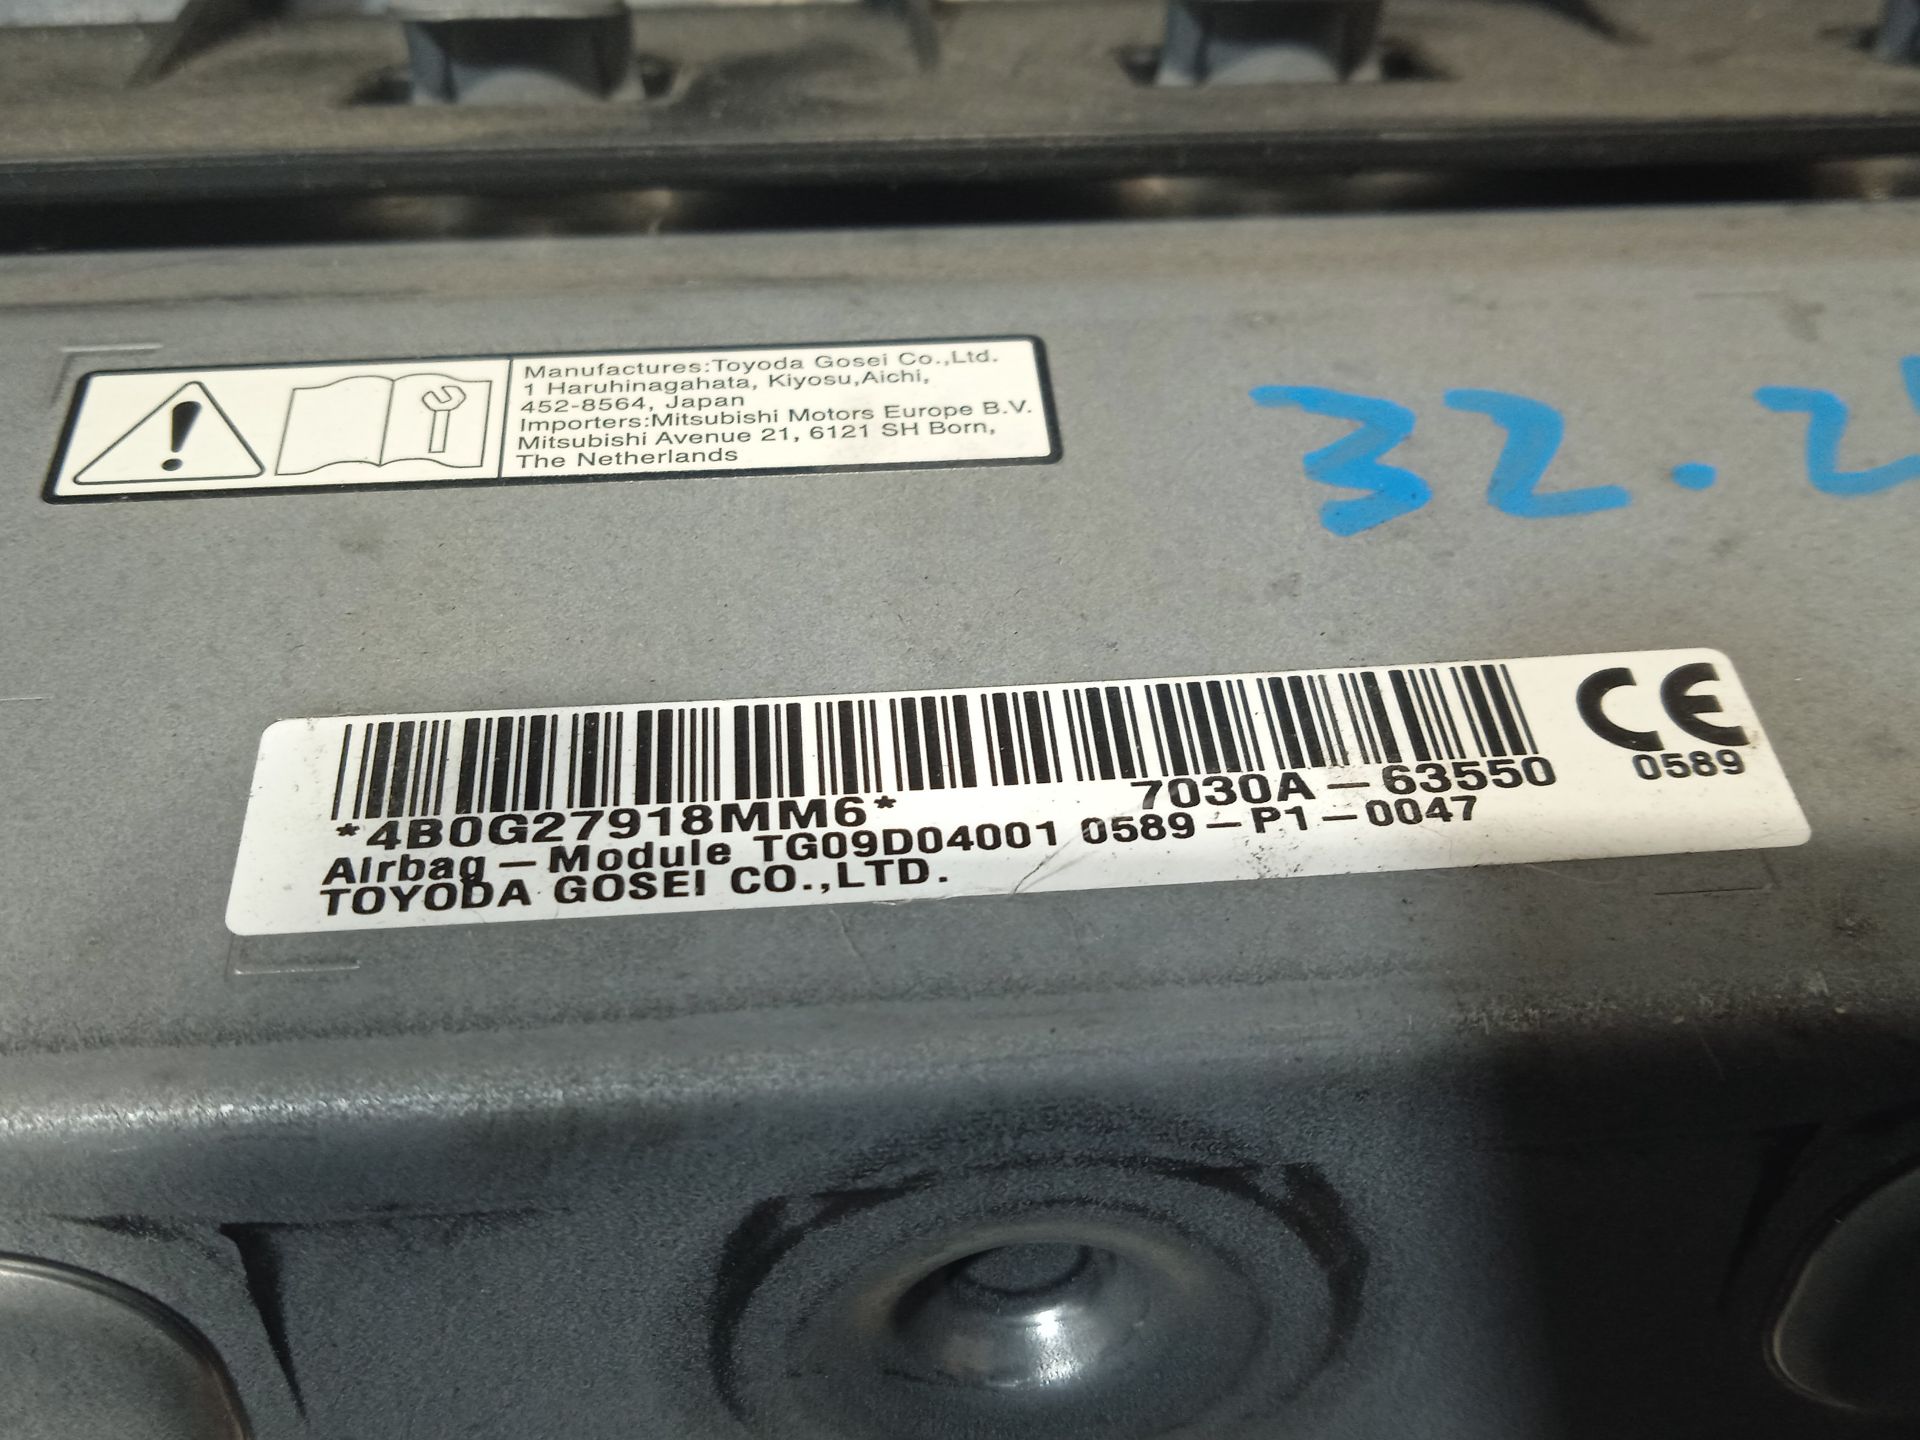 Manufactures:Toyoda Gosei Co.,Ltd.
1 Haruhinagahata, Kiyosu,Aichi,
452-8564, Japan
Importers:Mitsubishi Motors Europe B.V.
Mitsubishi Avenue 21, 6121 SH Born,
The Netherlands
32.2
CE
0589
*4B0G27918MM6* 7030A-63550
Airbag-Module TG09D04001 0589-P1-0047
TOYODA GOSEI CO.,LTD.